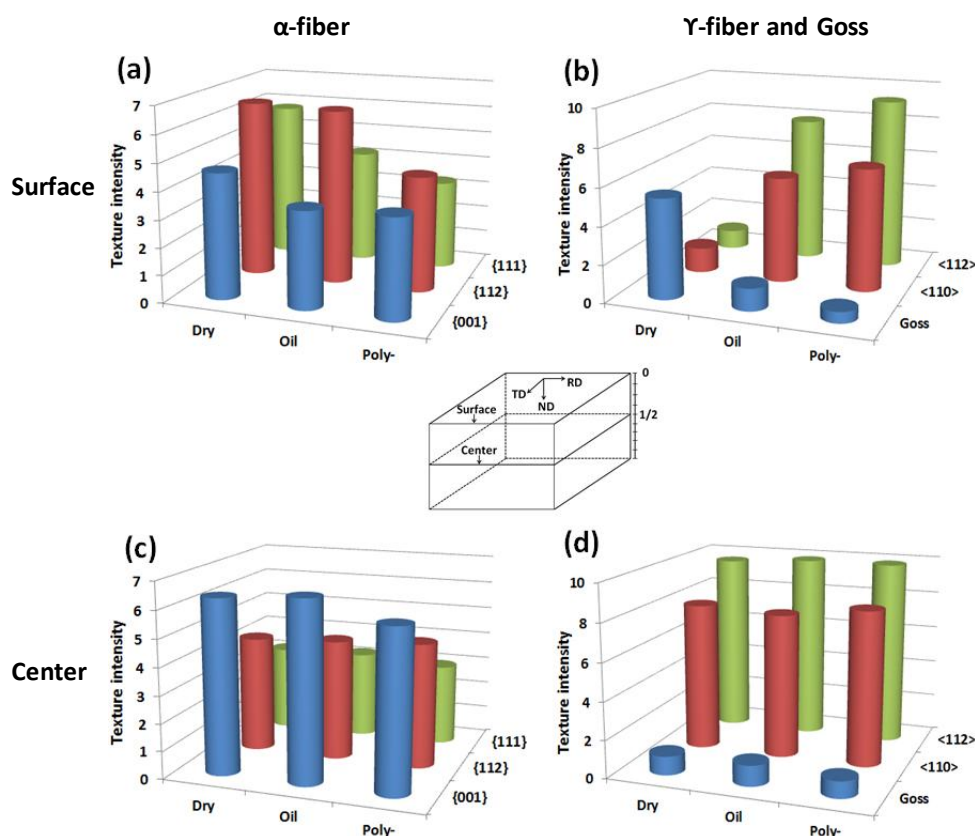 α-fiber
ϒ-fiber and Goss
Surface
(a)
Texture intensity
7
6
5
4
3
2
1
0
Dry
Oil
Poly-
{111}
{112}
{001}
(b)
Texture intensity
10
8
6
4
2
0
Dry
Oil
Poly-
<112>
<110>
Goss
TD
RD
ND
Surface
Center
0
1/2
Center
(c)
Texture intensity
7
6
5
4
3
2
1
0
Dry
Oil
Poly-
{111}
{112}
{001}
(d)
Texture intensity
10
8
6
4
2
0
Dry
Oil
Poly-
<112>
<110>
Goss